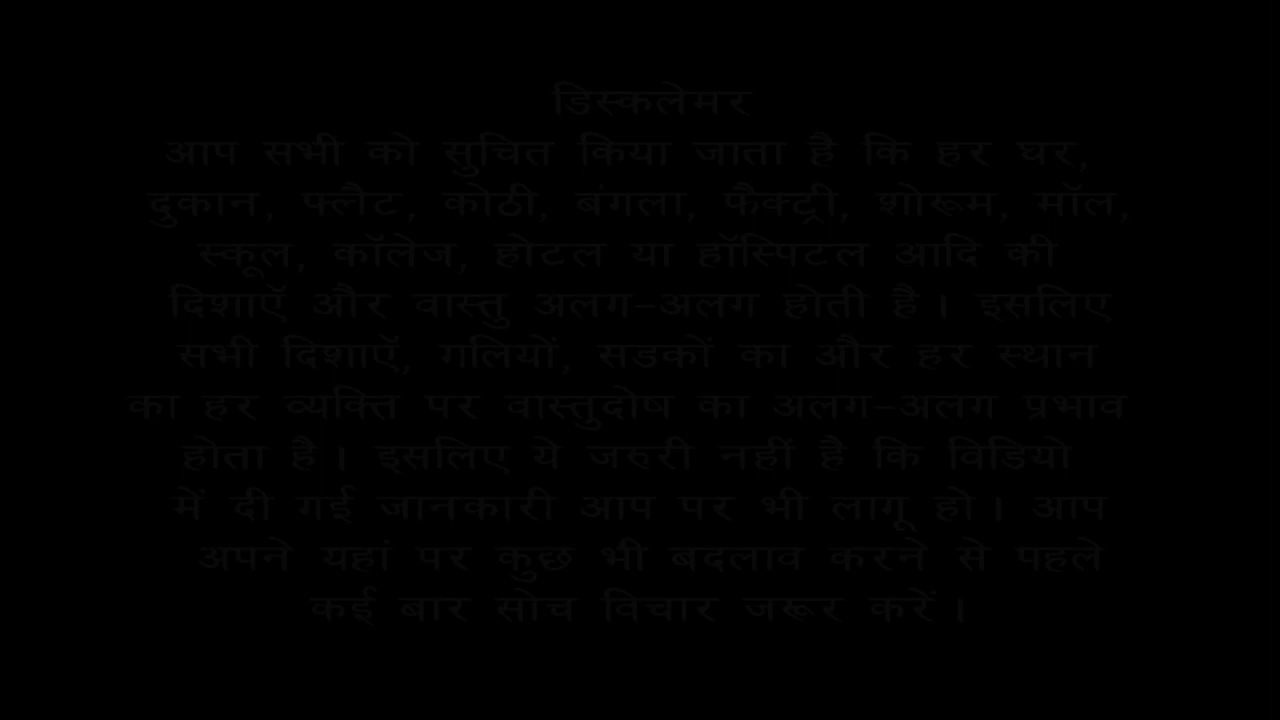 डिस्कलेमर
आप सभी को सुचित किया जाता है कि हर घर,
दुकान, फ्लैट, कोठी, बंगला, फैक्ट्री, शोरूम, मॉल,
स्कूल, कॉलेज, होटल या हॉस्पिटल आदि की
दिशाऍ और वास्तु अलग–अलग होती है। इसलिए
सभी दिशाऍ, गलियों, सडकों का और हर स्थान
का हर व्यक्ति पर वास्तुदोष का अलग–अलग प्रभाव
होता है। इसलिए ये जरुरी नहीं है कि विडियो
में दी गई जानकारी आप पर भी लागू हो। आप
अपने यहां पर कुछ भी बदलाव करने से पहले
कई बार सोच विचार जरूर करें।